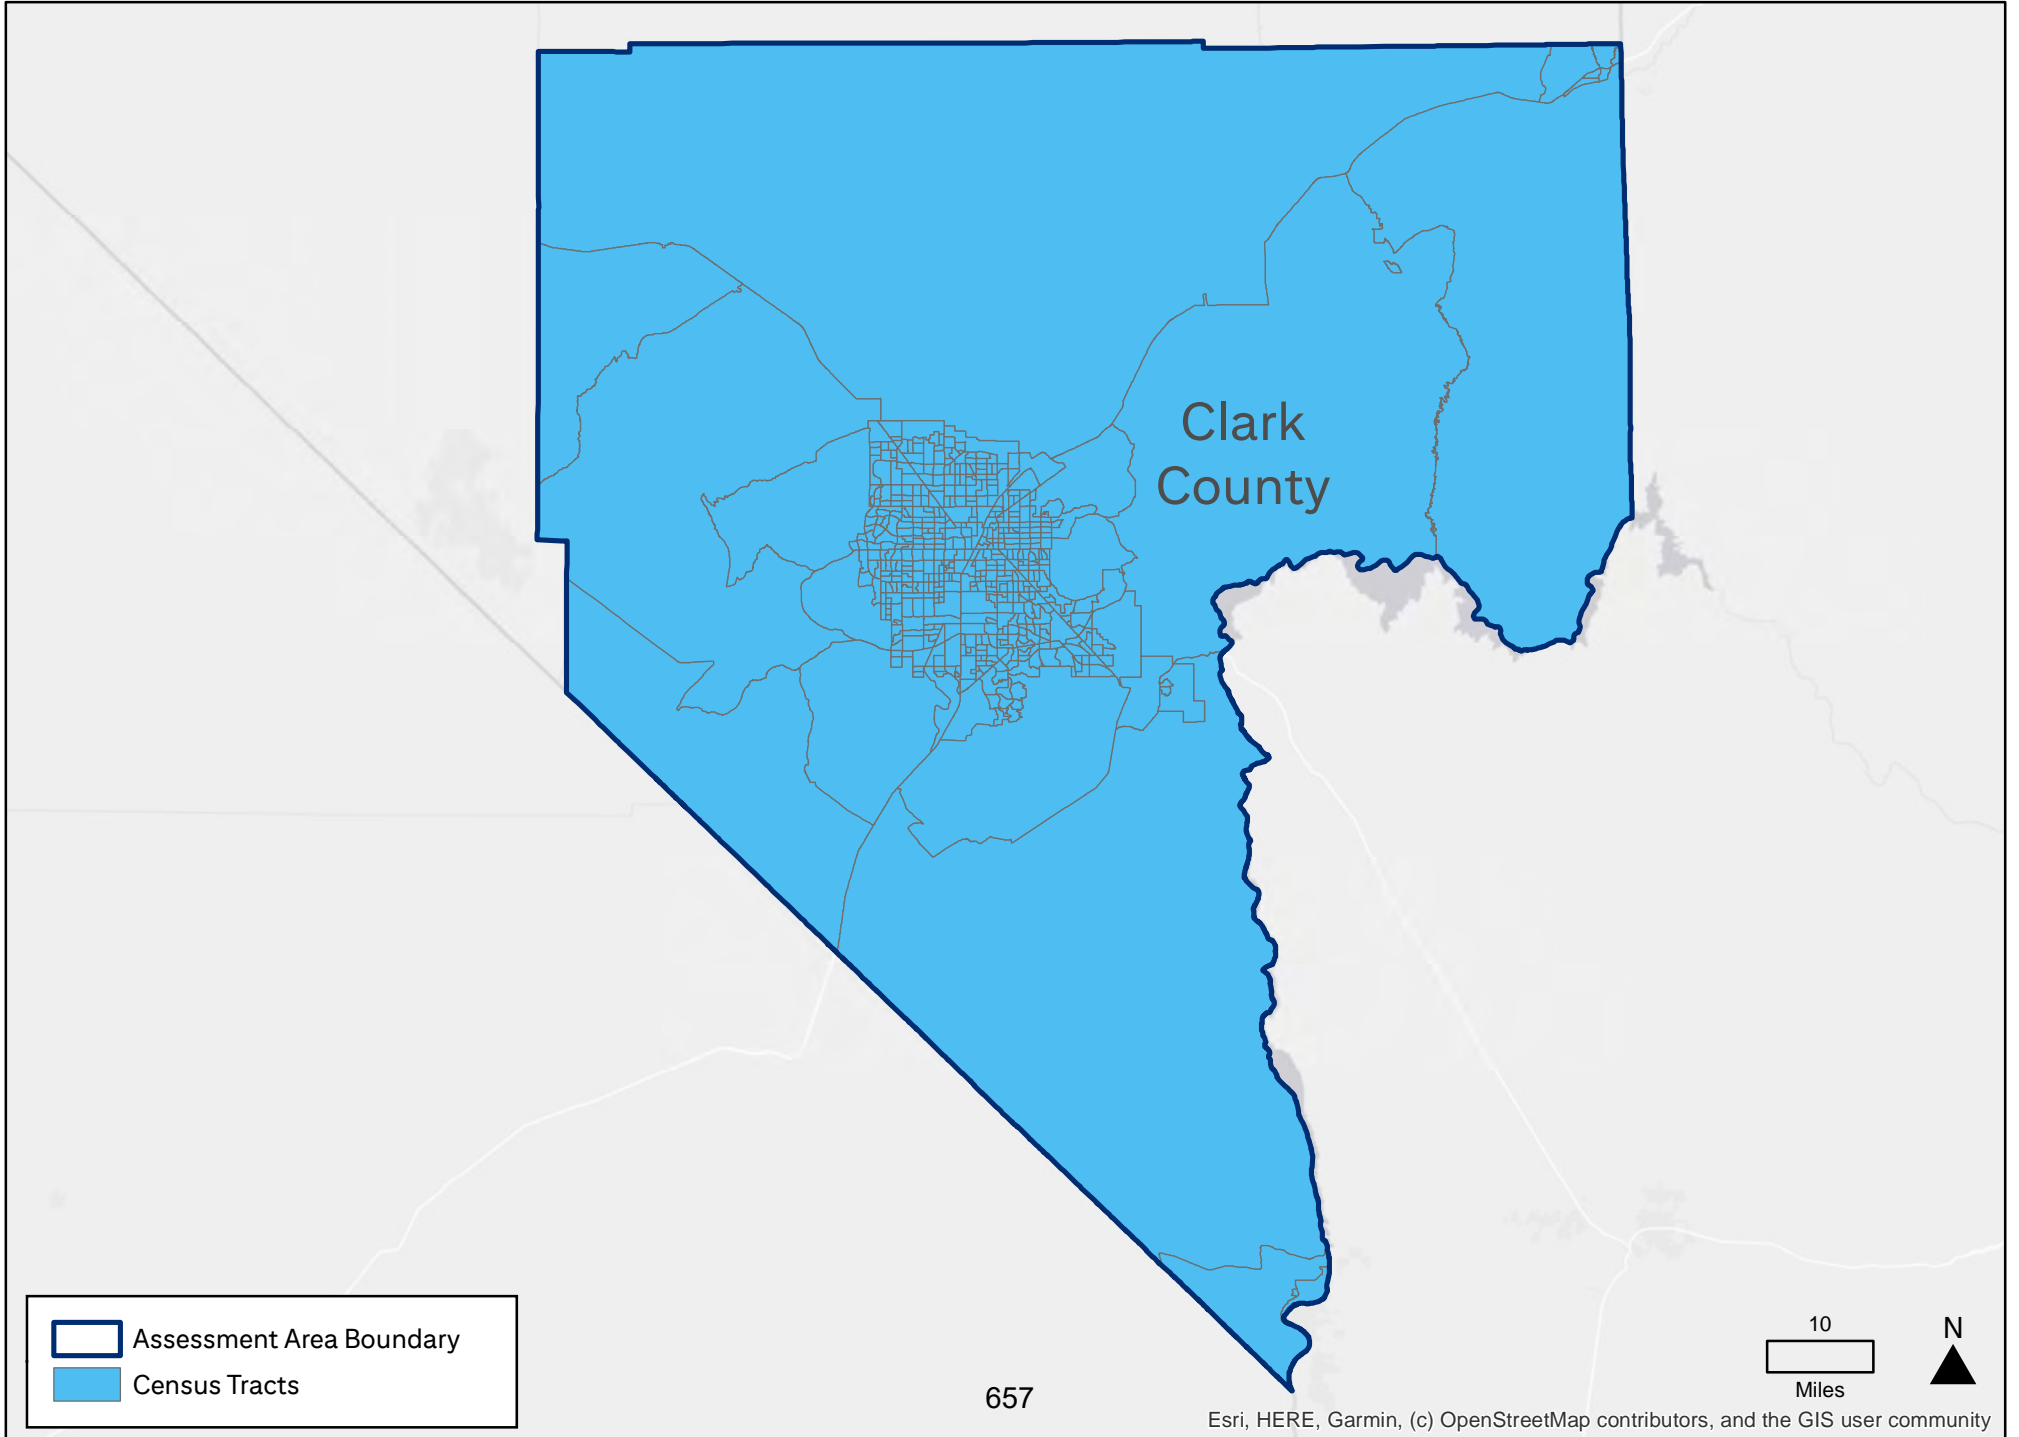 Clark
County
Assessment Area Boundary
Census Tracts
657
10
Miles
N
Esri, HERE, Garmin, (c) OpenStreetMap contributors, and the GIS user community